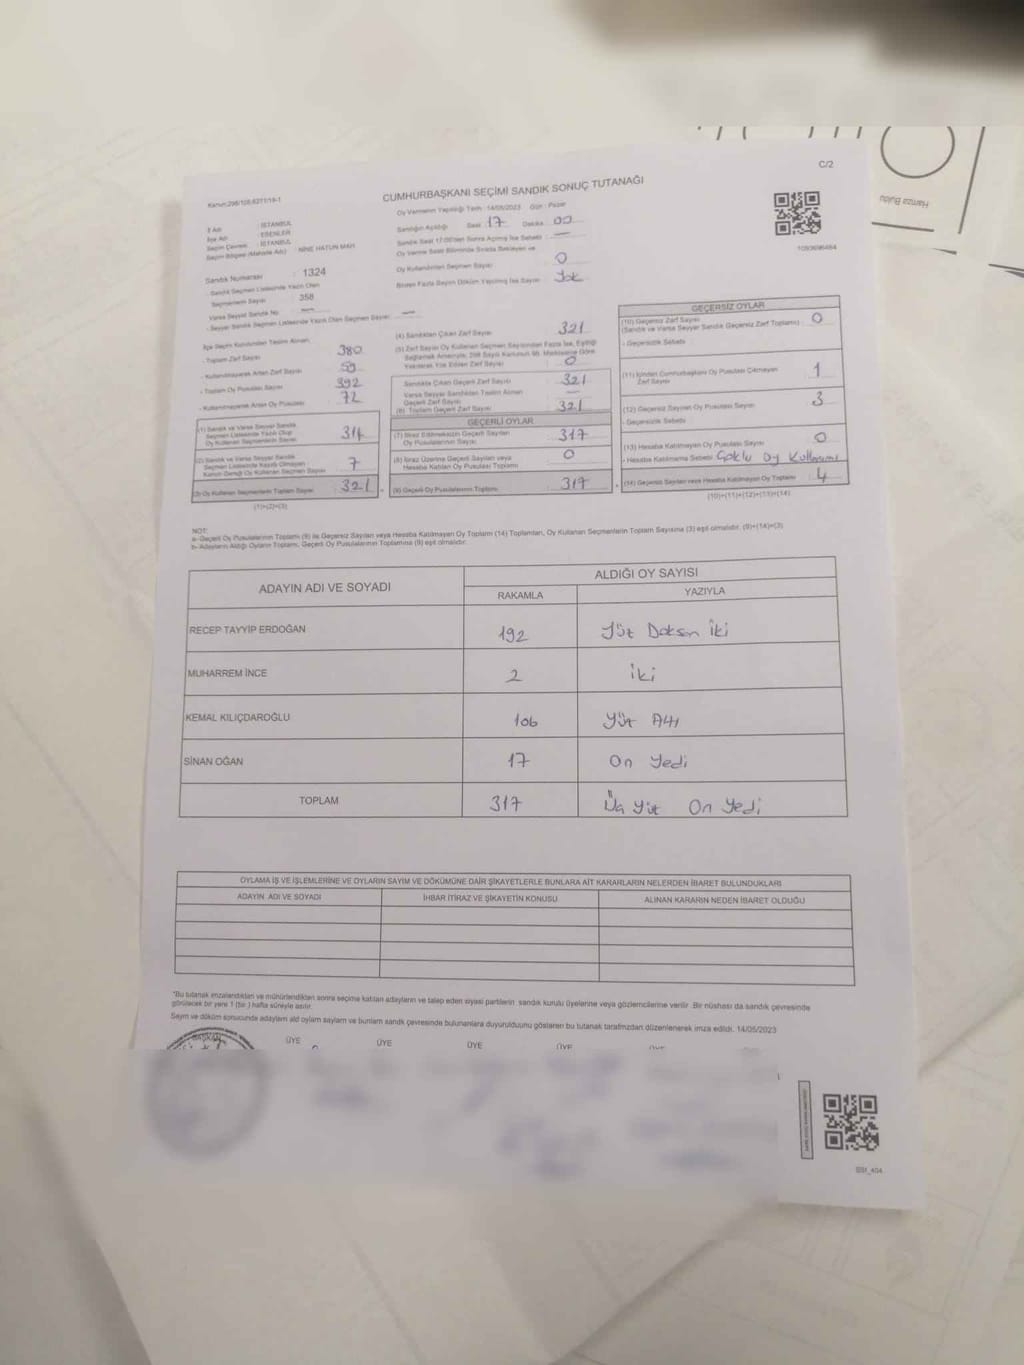 C/2
CUMHURBAŞKANI SEÇİMİ SANDIK SONUÇ TUTANAĞI
Oy Vermenin Yapıldığı Tarih : 14/05/2023 Gün : Pazar
İl Adı : İSTANBUL
İlçe Adı : ESENLER
Seçim Çevresi : İSTANBUL
Seçim Bölgesi (Mahalle Adı) : NİNE HATUN MAH.
Sandık Numarası : 1324
- Sandık Seçmen Listesinde Yazılı Olan
Seçmenlerin Sayısı : 358
Varsa Seyyar Sandık No : —
- Seyyar Sandık Seçmen Listesinde Yazılı Olan Seçmen Sayısı : —
Sandığın Açıldığı Saat : 17 Dakika : 00
Sandık Saat 17:00'den Sonra Açılmış İse Sebebi : —
Oy Verme Saati Bitiminde Sırada Bekleyen ve
Oy Kullandırılan Seçmen Sayısı : 0
Birden Fazla Sayım Döküm Yapılmış İse Sayısı : Yok
1093696464
İlçe Seçim Kurulundan Teslim Alınan
- Toplam Zarf Sayısı : 380
- Kullanılmayarak Artan Zarf Sayısı : 59
- Toplam Oy Pusulası Sayısı : 392
- Kullanılmayarak Artan Oy Pusulası : 72
(1) Sandık ve Varsa Seyyar Sandık
Seçmen Listesinde Yazılı Olup
Oy Kullanan Seçmenlerin Sayısı : 314
(2) Sandık ve Varsa Seyyar Sandık
Seçmen Listesinde Kayıtlı Olmayan
Kanun Gereği Oy Kullanan Seçmen Sayısı : 7
(3) Oy Kullanan Seçmenlerin Toplam Sayısı : 321
(1)+(2)=(3)
(4) Sandıktan Çıkan Zarf Sayısı : 321
(5) Zarf Sayısı Oy Kullanan Seçmen Sayısından Fazla İse, Eşitliği
Sağlamak Amacıyla, 298 Sayılı Kanunun 98. Maddesine Göre
Yakılarak Yok Edilen Zarf Sayısı : 0
Sandıkta Çıkan Geçerli Zarf Sayısı : 321
Varsa Seyyar Sandıktan Teslim Alınan
Geçerli Zarf Sayısı : —
(6) Toplam Geçerli Zarf Sayısı : 321
GEÇERLİ OYLAR
(7) İtiraz Edilmeksizin Geçerli Sayılan
Oy Pusulalarının Sayısı : 317
(8) İtiraz Üzerine Geçerli Sayılan veya
Hesaba Katılan Oy Pusulası Toplamı : 0
(9) Geçerli Oy Pusulalarının Toplamı : 317
GEÇERSİZ OYLAR
(10) Geçersiz Zarf Sayısı
(Sandık ve Varsa Seyyar Sandık Geçersiz Zarf Toplamı) : 0
- Geçersizlik Sebebi :
(11) İçinden Cumhurbaşkanı Oy Pusulası Çıkmayan
Zarf Sayısı : 1
(12) Geçersiz Sayılan Oy Pusulası Sayısı : 3
- Geçersizlik Sebebi :
(13) Hesaba Katılmayan Oy Pusulası Sayısı : 0
- Hesaba Katılmama Sebebi : Çoklu Oy Kullanımı
(14) Geçersiz Sayılan veya Hesaba Katılmayan Oy Toplamı : 4
(10)+(11)+(12)+(13)=(14)
NOT:
a- Geçerli Oy Pusulalarının Toplamı (9) ile Geçersiz Sayılan veya Hesaba Katılmayan Oy Toplamı (14) Toplamları, Oy Kullanan Seçmenlerin Toplam Sayısına (3) eşit olmalıdır. (9)+(14)=(3)
b- Adayların Aldığı Oyların Toplamı, Geçerli Oy Pusulalarının Toplamına (9) eşit olmalıdır.
ADAYIN ADI VE SOYADI ALDIĞI OY SAYISI
RAKAMLA YAZIYLA
RECEP TAYYİP ERDOĞAN 192 Yüz Doksan İki
MUHARREM İNCE 2 İki
KEMAL KILIÇDAROĞLU 106 Yüz Altı
SİNAN OĞAN 17 On Yedi
TOPLAM 317 Üç Yüz On Yedi
OYLAMA İŞ VE İŞLEMLERİNE VE OYLARIN SAYIM VE DÖKÜMÜNE DAİR ŞİKAYETLERLE BUNLARA AİT KARARLARIN NELERDEN İBARET BULUNDUKLARI
ADAYIN ADI VE SOYADI İHBAR İTİRAZ VE ŞİKAYETİN KONUSU ALINAN KARARIN NEDEN İBARET OLDUĞU
*Bu tutanak imzalandıktan ve mühürlendikten sonra seçime katılan adayların ve talep eden siyasi partilerin sandık kurulu üyelerine veya gözlemcilerine verilir. Bir nüshası da sandık çevresinde
görülecek bir yere 1 (bir ) hafta süreyle asılır.
Sayım ve döküm sonucunda adayların aldığı oyların sayıları ve bunların sandık çevresinde bulunanlara duyurulduğunu gösteren bu tutanak tarafımızdan düzenlenerek imza edildi. 14/05/2023
BAŞKAN ÜYE ÜYE ÜYE ÜYE ÜYE